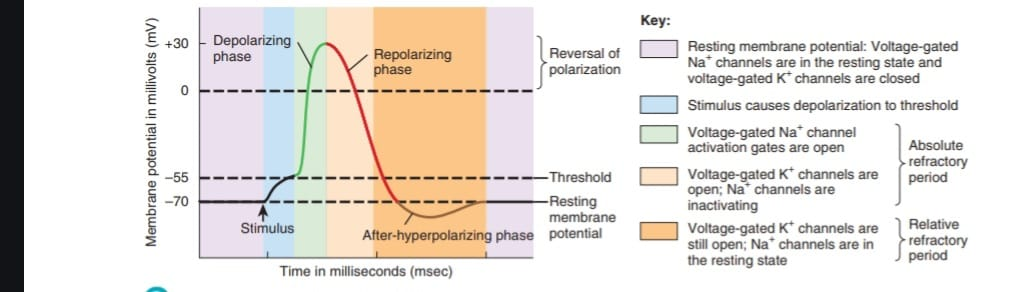 Membrane potential in millivolts (mV)
+30
0
–55
–70
Depolarizing
phase
Repolarizing
phase
Reversal of
polarization
Threshold
Resting
membrane
potential
Stimulus
After-hyperpolarizing phase
Time in milliseconds (msec)
Key:
Resting membrane potential: Voltage-gated
Na+ channels are in the resting state and
voltage-gated K+ channels are closed
Stimulus causes depolarization to threshold
Voltage-gated Na+ channel
activation gates are open
Voltage-gated K+ channels are
open; Na+ channels are
inactivating
Absolute
refractory
period
Voltage-gated K+ channels are
still open; Na+ channels are in
the resting state
Relative
refractory
period